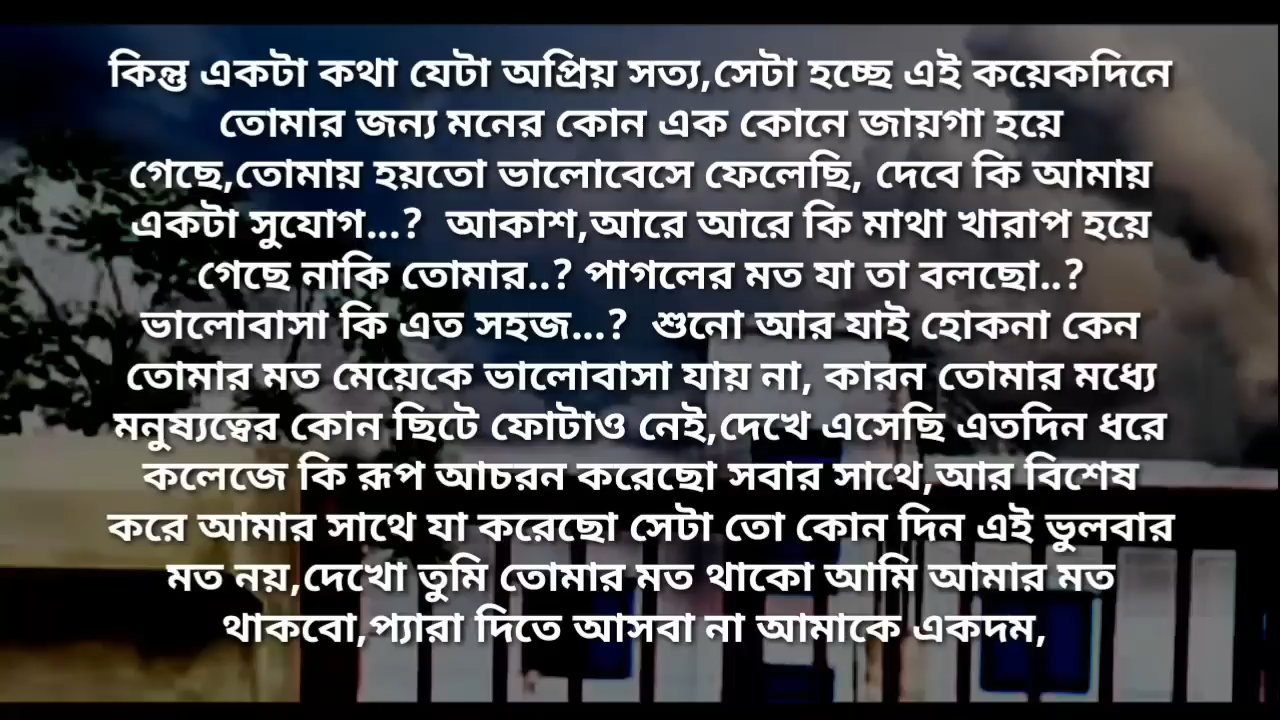 কিন্তু একটা কথা যেটা অপ্রিয় সত্য,সেটা হচ্ছে এই কয়েকদিনে
তোমার জন্য মনের কোন এক কোনে জায়গা হয়ে
গেছে,তোমায় হয়তো ভালোবেসে ফেলেছি, দেবে কি আমায়
একটা সুযোগ...? আকাশ,আরে আরে কি মাথা খারাপ হয়ে
গেছে নাকি তোমার..? পাগলের মত যা তা বলছো..?
ভালোবাসা কি এত সহজ...? শুনো আর যাই হোকনা কেন
তোমার মত মেয়েকে ভালোবাসা যায় না, কারন তোমার মধ্যে
মনুষ্যত্বের কোন ছিটে ফোটাও নেই,দেখে এসেছি এতদিন ধরে
কলেজে কি রূপ আচরন করেছো সবার সাথে,আর বিশেষ
করে আমার সাথে যা করেছো সেটা তো কোন দিন এই ভুলবার
মত নয়,দেখো তুমি তোমার মত থাকো আমি আমার মত
থাকবো,প্যারা দিতে আসবা না আমাকে একদম,